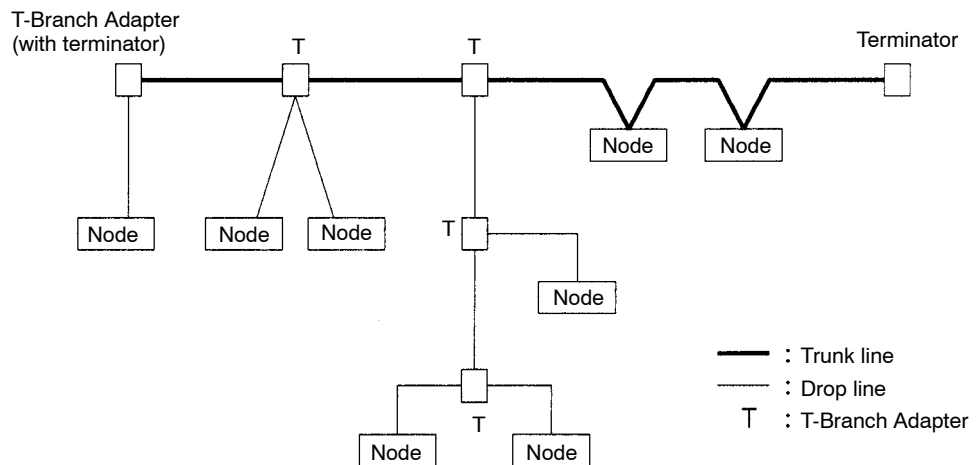 T-Branch Adapter
(with terminator)
T
T
Terminator
Node
Node
Node
Node
Node
T
Node
T
Node
Node
: Trunk line
: Drop line
T : T-Branch Adapter